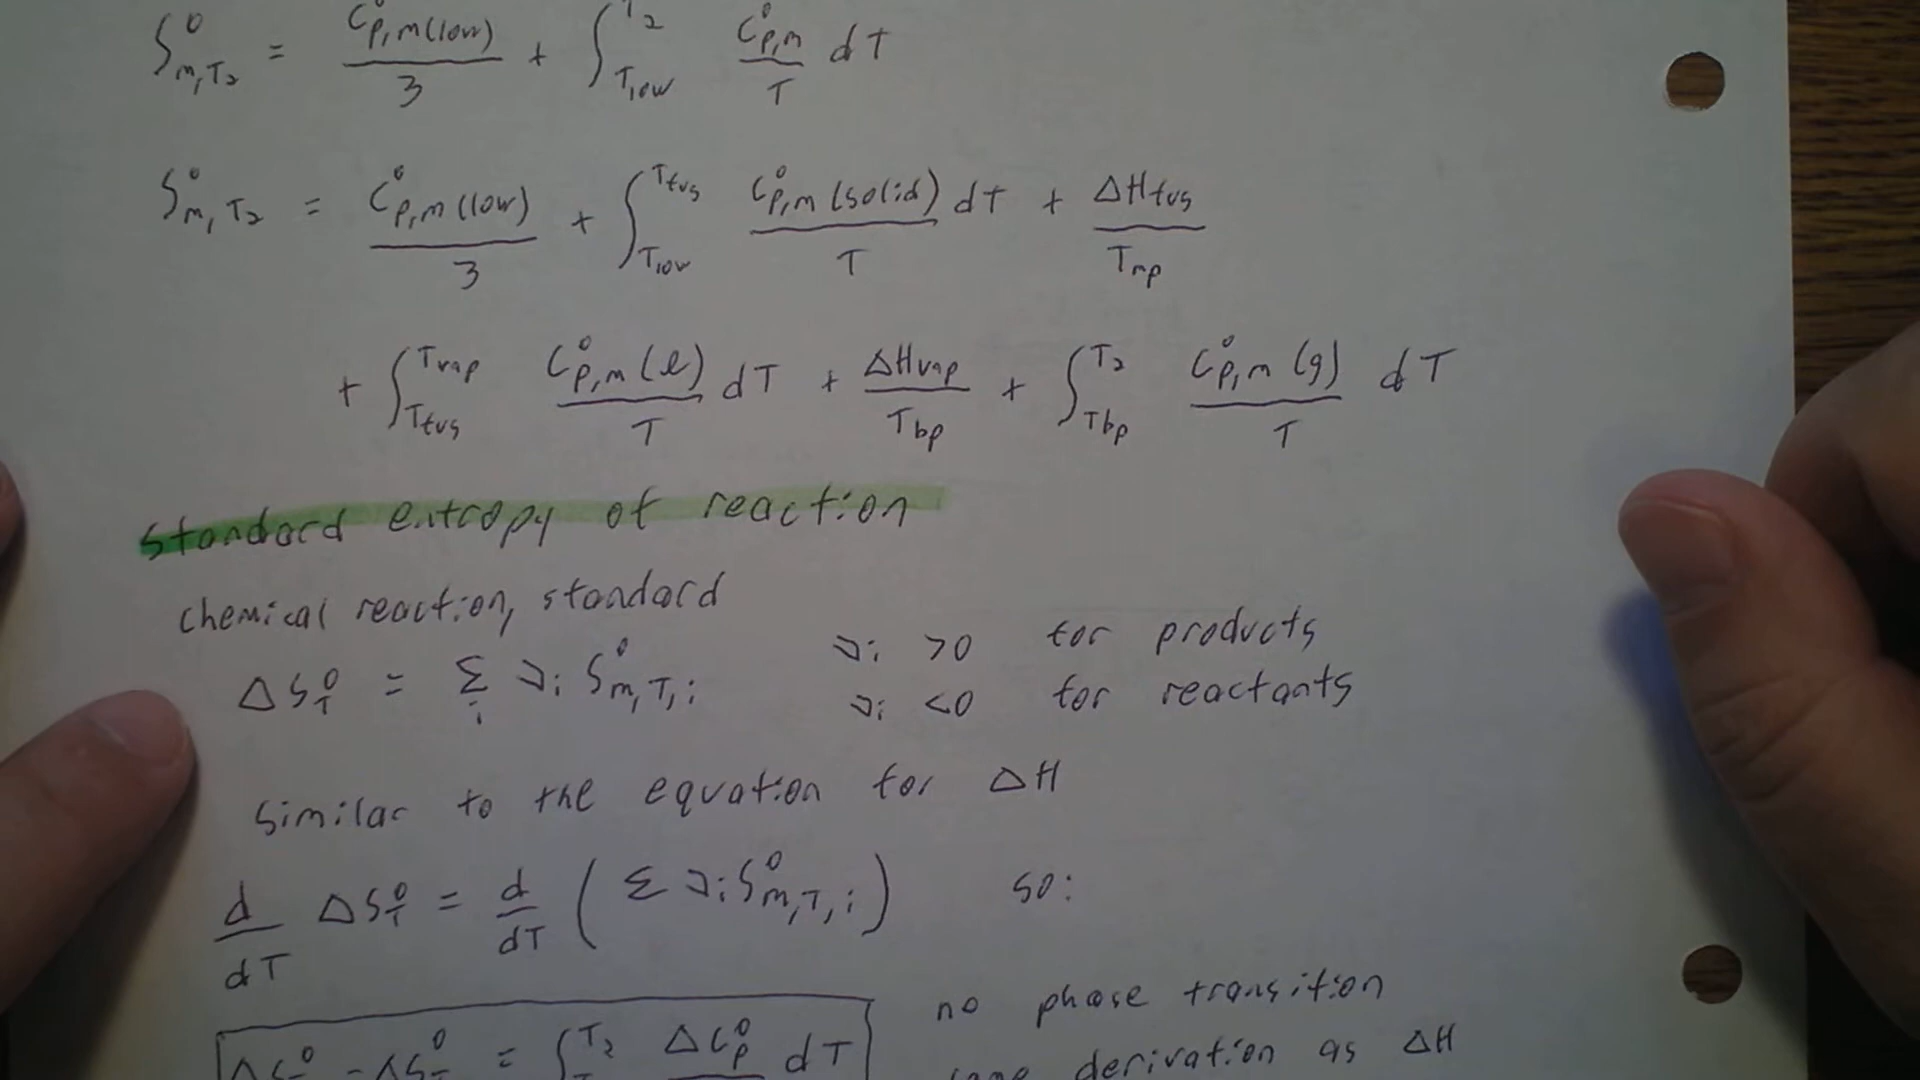 S°m,T₂ = C°p,m(low)/3 + ∫Tlow^T₂ C°p,m/T dT
S°m,T₂ = C°p,m(low)/3 + ∫Tlow^Tfus C°p,m(solid)/T dT + ΔHfus/Tmp
+ ∫Tfus^Tvap C°p,m(l)/T dT + ΔHvap/Tbp + ∫Tbp^T₂ C°p,m(g)/T dT
standard entropy of reaction
chemical reaction, standard
ΔS°T = Σi νi S°m,T,i νi >0 for products
νi <0 for reactants
similar to the equation for ΔH
d/dT ΔS°T = d/dT (Σ νi S°m,T,i) so:
no phase transition
= ∫ T₂ ΔC°p dT
derivation as ΔH